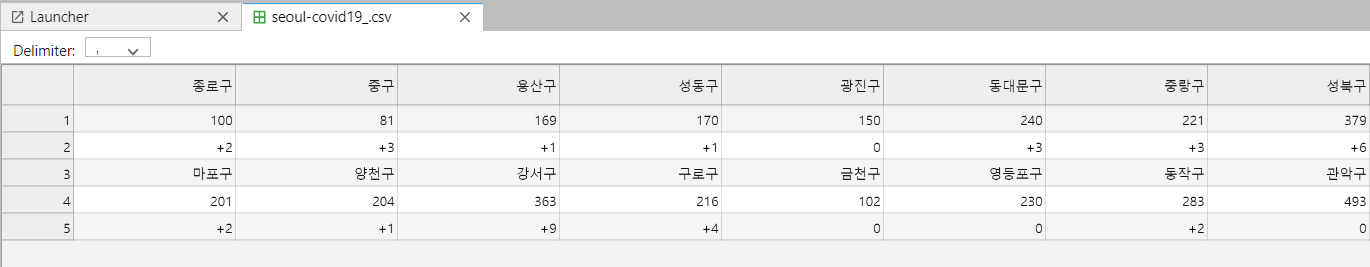 Launcher seoul-covid19_.csv
Delimiter: ,
종로구 중구 용산구 성동구 광진구 동대문구 중랑구 성북구
1 100 81 169 170 150 240 221 379
2 +2 +3 +1 +1 0 +3 +3 +6
3 마포구 양천구 강서구 구로구 금천구 영등포구 동작구 관악구
4 201 204 363 216 102 230 283 493
5 +2 +1 +9 +4 0 0 +2 0